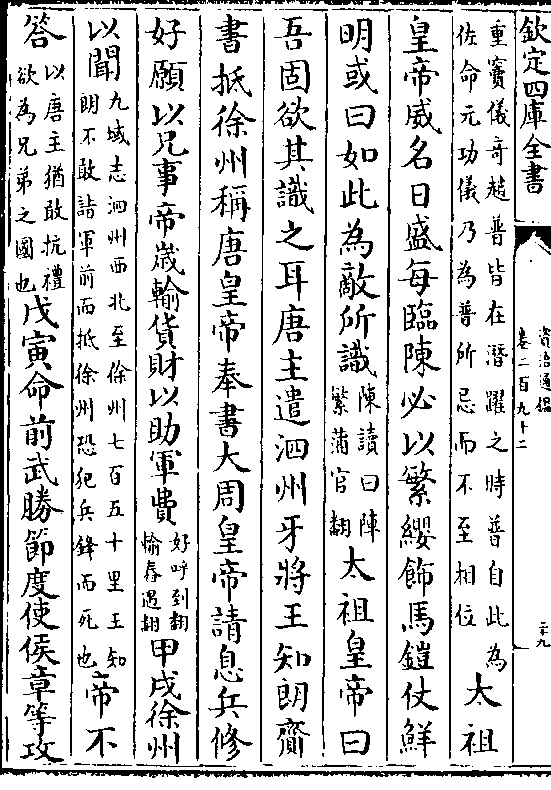 欽定四庫全書
資治通鑑
卷二百九十二
二十九
重竇儀奇趙普皆在潛躍之時普自此為
佐命元功儀乃為普所忌而不至相位
太祖
皇帝威名日盛每臨陳必以繁纓飾馬鎧仗鮮
明或曰如此為敵所識
陳讀曰陣
繁蒲官翻
太祖皇帝曰
吾固欲其識之耳唐主遣泗州牙將王知朗齎
書抵徐州稱唐皇帝奉書大周皇帝請息兵修
好願以兄事帝歲輸貨財以助軍費
好呼到翻
輸舂遇翻
甲戌徐州
以聞
九域志泗州西北至徐州七百五十里王知
朗不敢詣軍前而抵徐州恐犯兵鋒而死也
帝不
答
以唐主猶敢抗禮
欲為兄弟之國也
戊寅命前武勝節度使侯章等攻